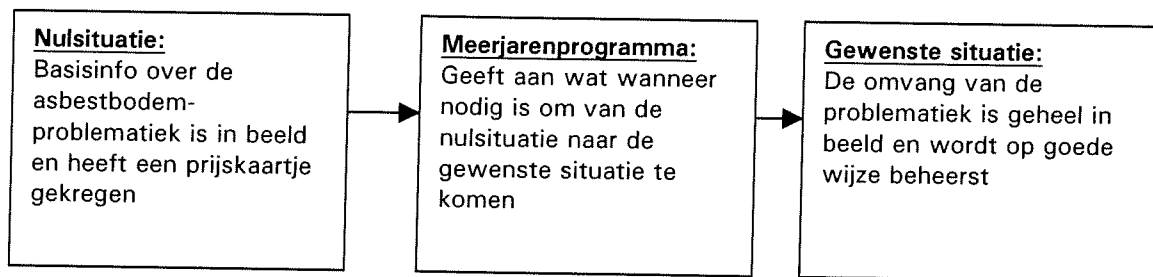 Nulsituatie:
Basisinfo over de
asbestbodem-
problematiek is in beeld
en heeft een prijskaartje
gekregen
Meerjarenprogramma:
Geeft aan wat wanneer
nodig is om van de
nulsituatie naar de
gewenste situatie te
komen
Gewenste situatie:
De omvang van de
problematiek is geheel in
beeld en wordt op goede
wijze beheerst